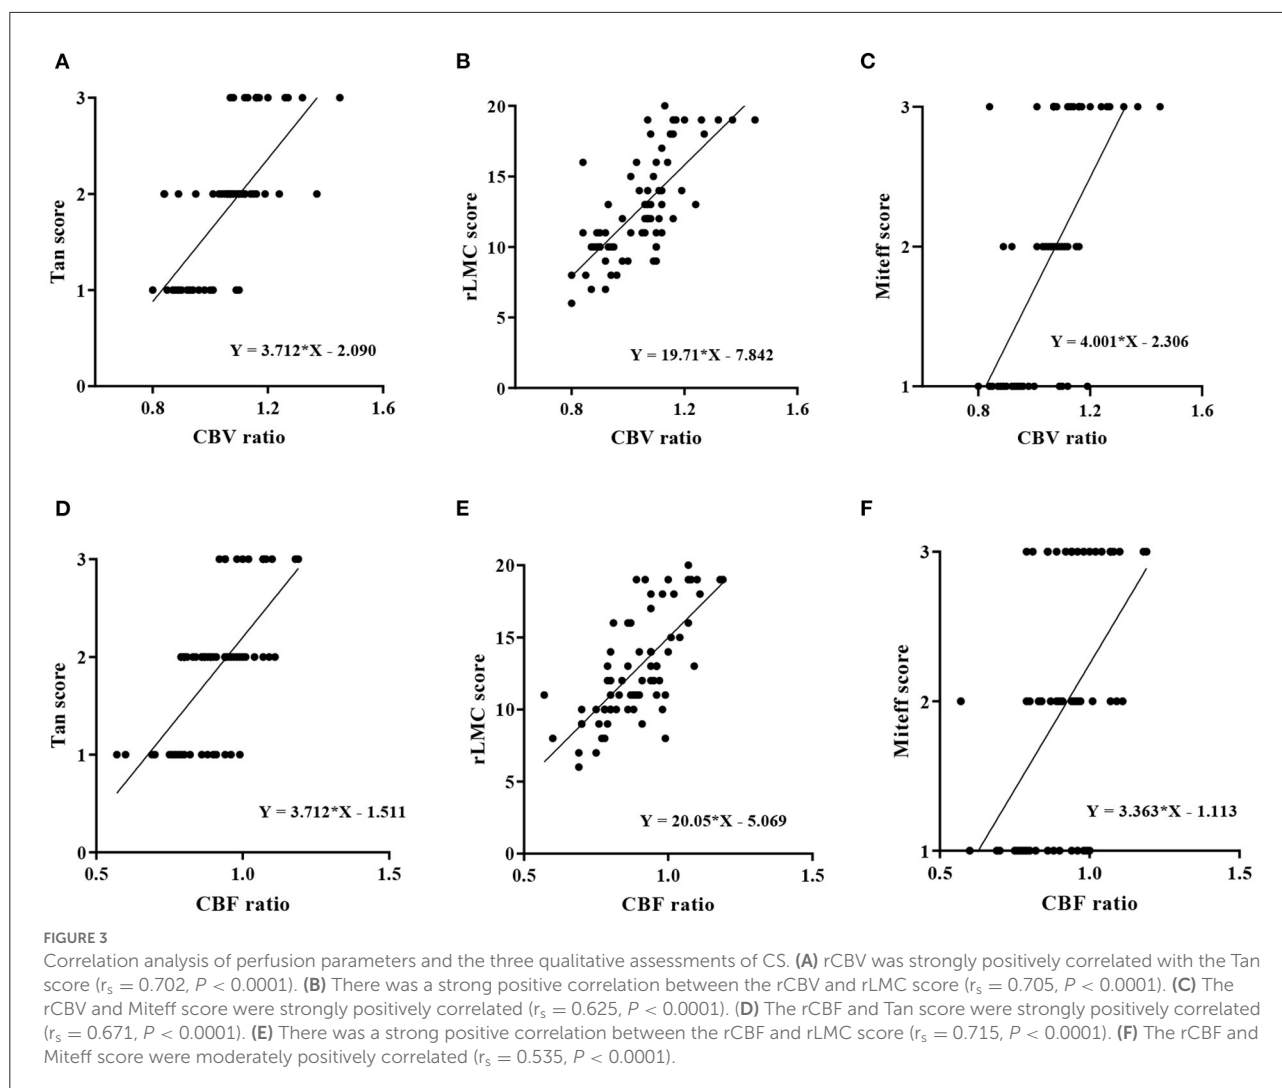 A
B
C
3
2
1
0
0.8
1.2
1.6
Tan score
CBV ratio
Y = 3.712*X - 2.090
20
15
10
5
0
0.8
1.2
1.6
rLMC score
CBV ratio
Y = 19.71*X - 7.842
3
2
1
0.8
1.2
1.6
Miteff score
CBV ratio
Y = 4.001*X - 2.306
D
E
F
3
2
1
0
0.5
1.0
1.5
Tan score
CBF ratio
Y = 3.712*X - 1.511
20
15
10
5
0
0.5
1.0
1.5
rLMC score
CBF ratio
Y = 20.05*X - 5.069
3
2
1
0.5
1.0
1.5
Miteff score
CBF ratio
Y = 3.363*X - 1.113
FIGURE 3
Correlation analysis of perfusion parameters and the three qualitative assessments of CS. (A) rCBV was strongly positively correlated with the Tan
score (rs = 0.702, P < 0.0001). (B) There was a strong positive correlation between the rCBV and rLMC score (rs = 0.705, P < 0.0001). (C) The
rCBV and Miteff score were strongly positively correlated (rs = 0.625, P < 0.0001). (D) The rCBF and Tan score were strongly positively correlated
(rs = 0.671, P < 0.0001). (E) There was a strong positive correlation between the rCBF and rLMC score (rs = 0.715, P < 0.0001). (F) The rCBF and
Miteff score were moderately positively correlated (rs = 0.535, P < 0.0001).